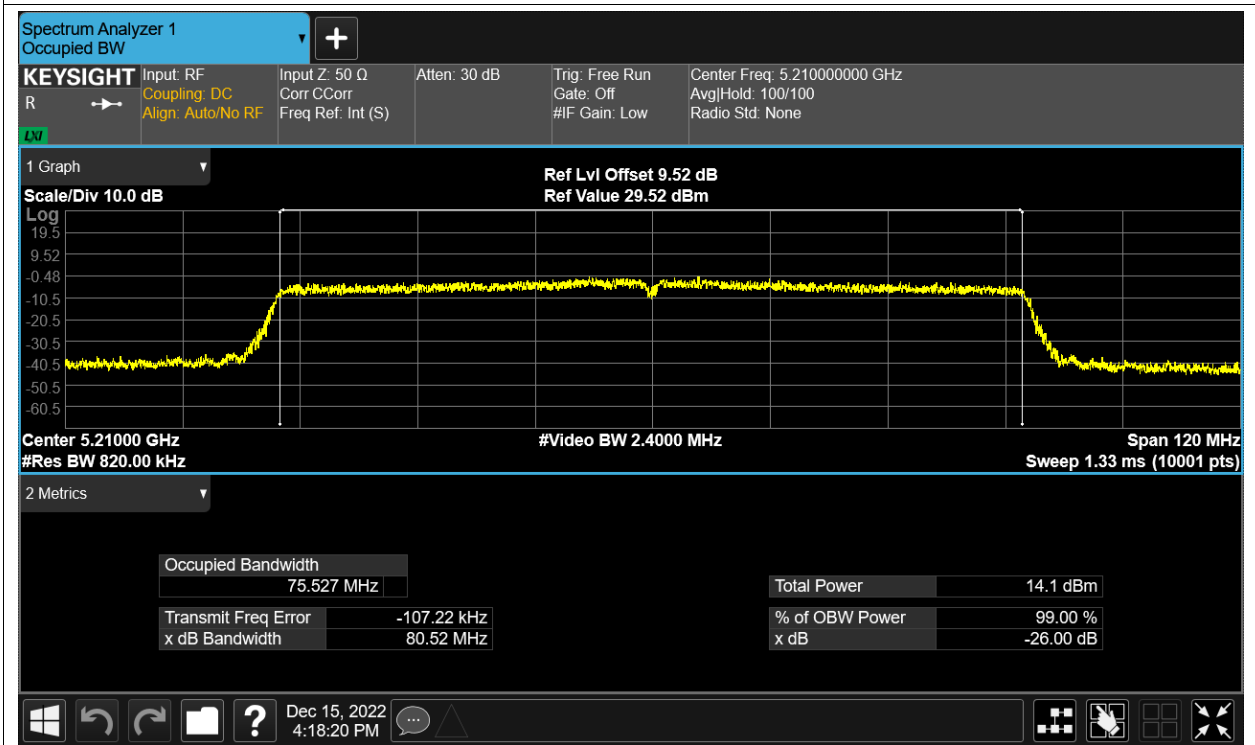 Spectrum Analyzer 1
Occupied BW
KEYSIGHT
R
LXI
Input: RF
Coupling: DC
Align: Auto/No RF
Input Z: 50 Ω
Corr CCorr
Freq Ref: Int (S)
Atten: 30 dB
Trig: Free Run
Gate: Off
#IF Gain: Low
Center Freq: 5.210000000 GHz
Avg|Hold: 100/100
Radio Std: None
1 Graph
Scale/Div 10.0 dB
Ref Lvl Offset 9.52 dB
Ref Value 29.52 dBm
Log
19.5
9.52
-0.48
-10.5
-20.5
-30.5
-40.5
-50.5
-60.5
Center 5.21000 GHz
#Video BW 2.4000 MHz
Span 120 MHz
#Res BW 820.00 kHz
Sweep 1.33 ms (10001 pts)
2 Metrics
Occupied Bandwidth
75.527 MHz
Total Power 14.1 dBm
Transmit Freq Error -107.22 kHz
% of OBW Power 99.00 %
x dB Bandwidth 80.52 MHz
x dB -26.00 dB
?
Dec 15, 2022
4:18:20 PM